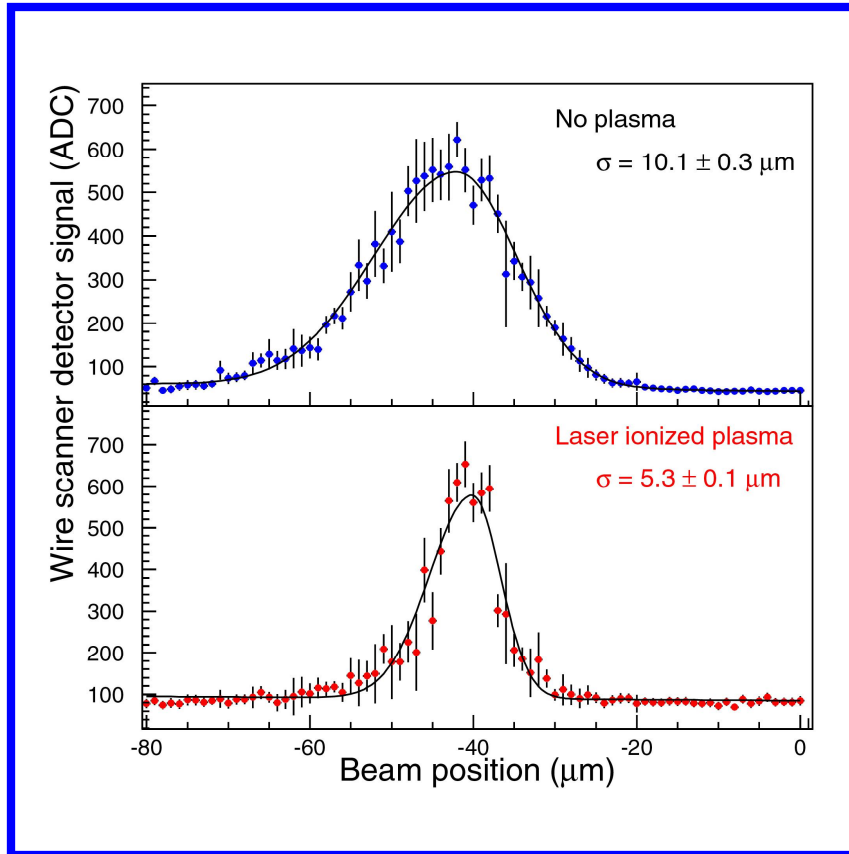 Wire scanner detector signal (ADC)
700
600
500
400
300
200
100
No plasma
σ = 10.1 ± 0.3 μm
700
600
500
400
300
200
100
Laser ionized plasma
σ = 5.3 ± 0.1 μm
-80 -60 -40 -20 0
Beam position (μm)